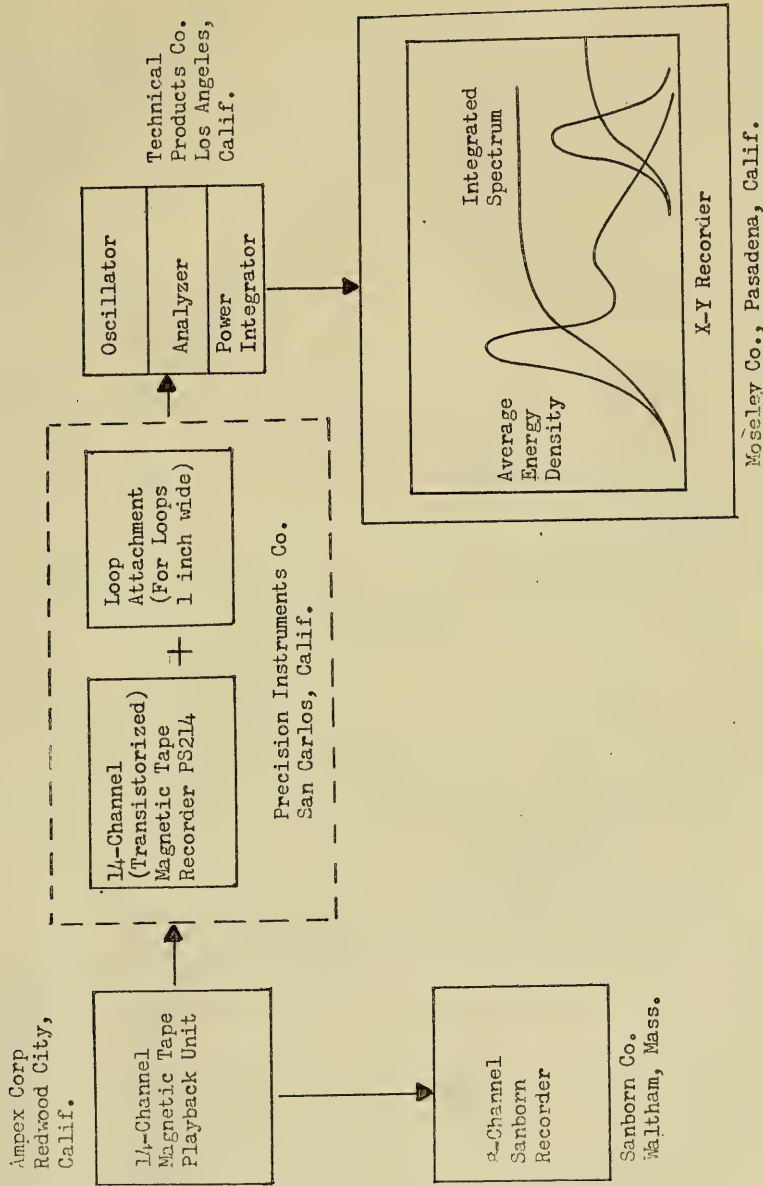 Ampex Corp
Redwood City,
Calif.
14-Channel
Magnetic Tape
Playback Unit
14-Channel
(Transistorized)
Magnetic Tape
Recorder PS214
+
Loop
Attachment
(For Loops
1 inch wide)
Precision Instruments Co.
San Carlos, Calif.
Oscillator
Analyzer
Power
Integrator
Technical
Products Co.
Los Angeles,
Calif.
Sanborn
Recorder
Sanborn Co.
Waltham, Mass.
Average
Energy
Density
Integrated
Spectrum
X-Y Recorder
Moseley Co., Pasadena, Calif.